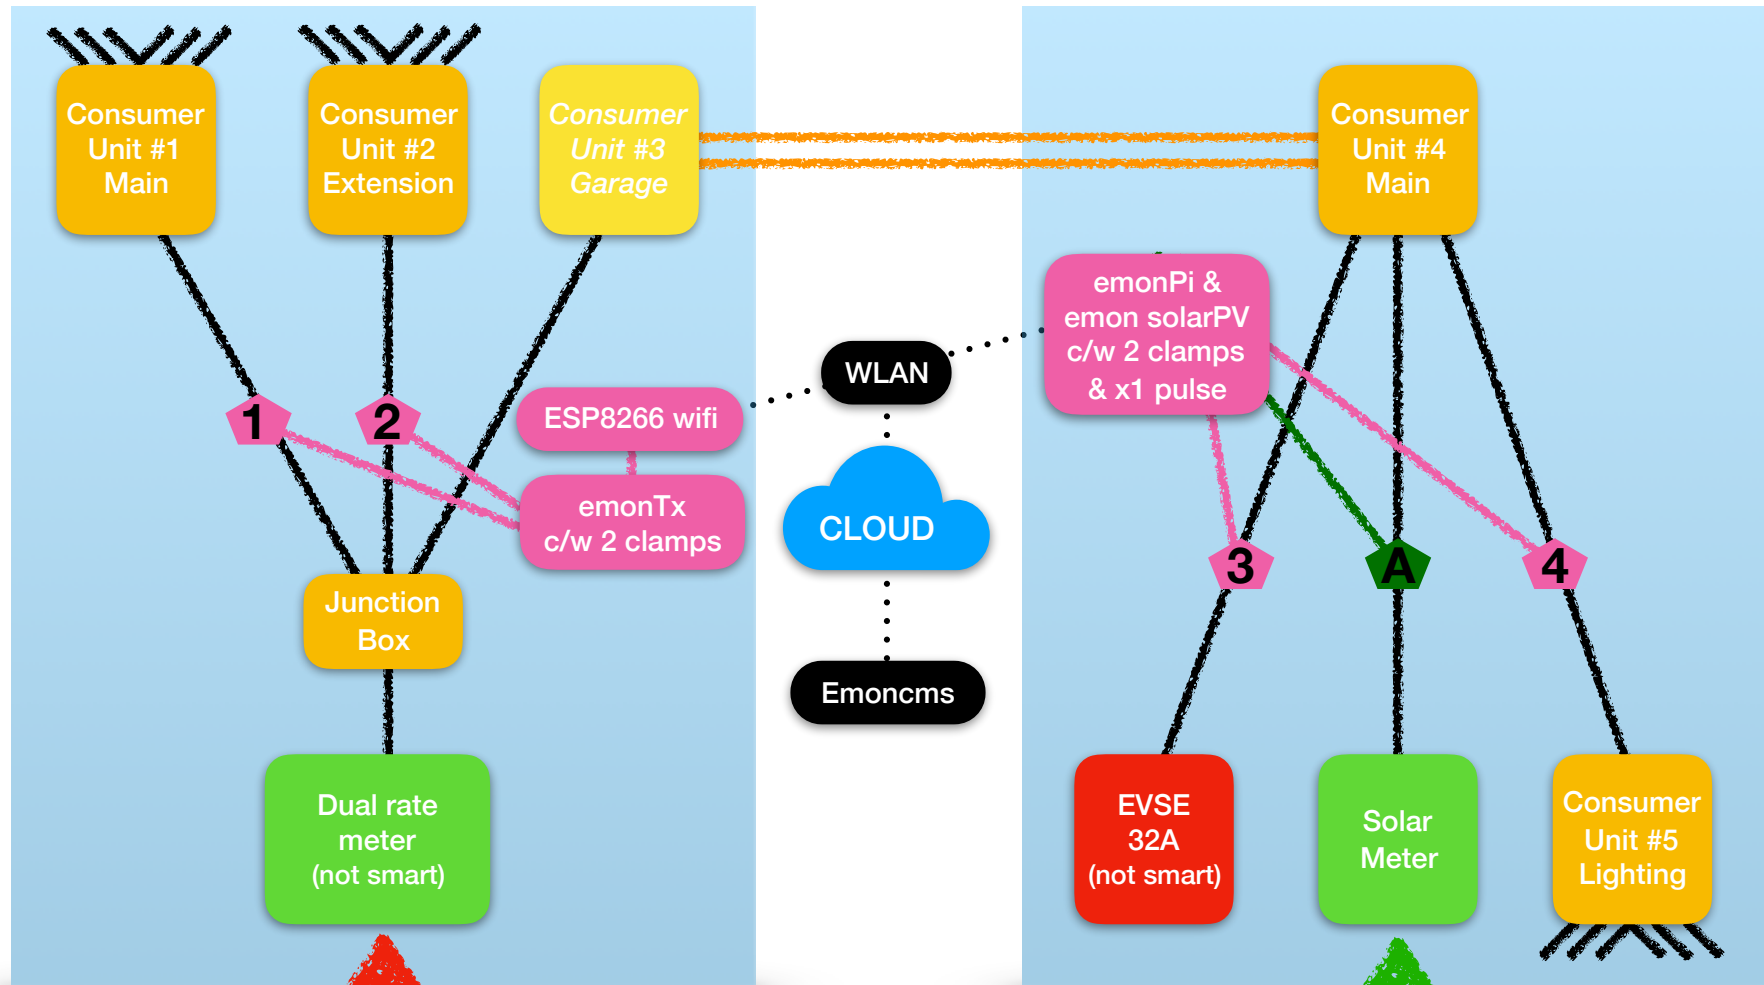 Consumer
Unit #1
Main
Consumer
Unit #2
Extension
Consumer
Unit #3
Garage
Consumer
Unit #4
Main
emonPi &
emon solarPV
c/w 2 clamps
& x1 pulse
WLAN
ESP8266 wifi
1
2
emonTx
c/w 2 clamps
CLOUD
3
A
4
Junction
Box
Emoncms
Dual rate
meter
(not smart)
EVSE
32A
(not smart)
Solar
Meter
Consumer
Unit #5
Lighting